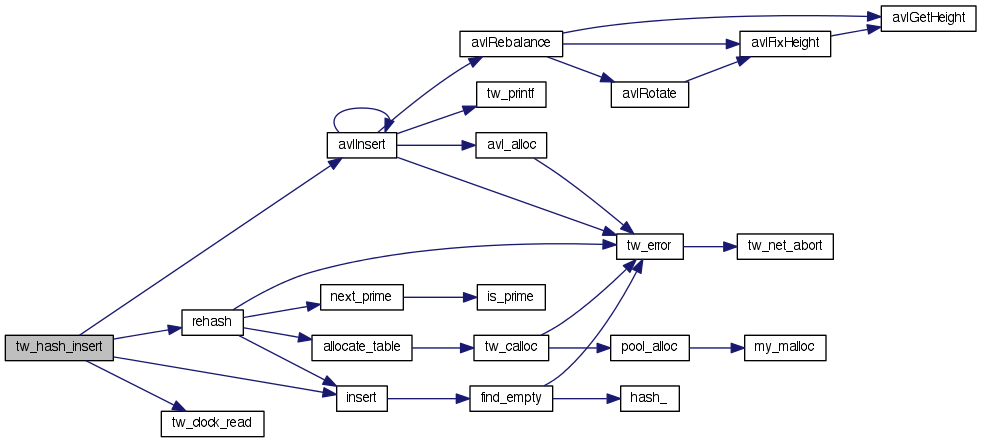 avlGetHeight
avlRebalance
avlFixHeight
tw_printf
avlRotate
avlInsert
avl_alloc
tw_error
tw_net_abort
next_prime
is_prime
rehash
tw_hash_insert
allocate_table
tw_calloc
pool_alloc
my_malloc
insert
find_empty
hash_
tw_clock_read